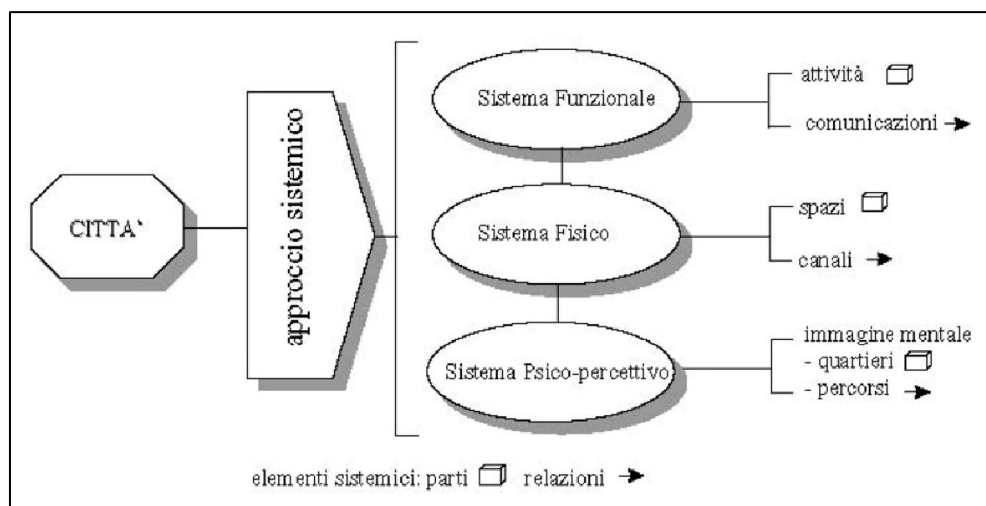 CITTA'
approccio sistemico
Sistema Funzionale
attività
comunicazioni
Sistema Fisico
spazi
canali
Sistema Psico-percettivo
immagine mentale
- quartieri
- percorsi
elementi sistemici: parti relazioni